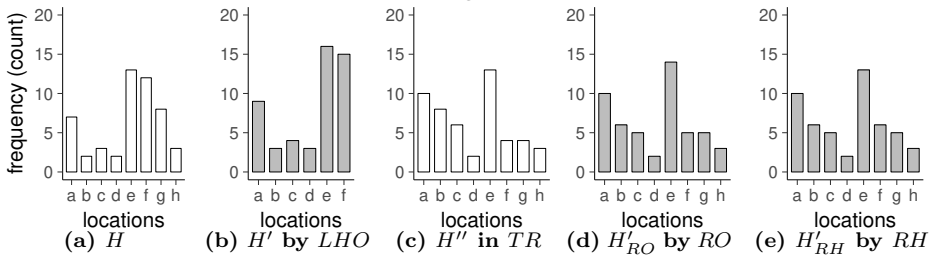 frequency (count)
20 15 10 5 0
a b c d e f g h
locations
(a) H
20 15 10 5 0
a b c d e f
locations
(b) H′ by LHO
20 15 10 5 0
a b c d e f g h
locations
(c) H′′ in TR
20 15 10 5 0
a b c d e f g h
locations
(d) H′RO by RO
20 15 10 5 0
a b c d e f g h
locations
(e) H′RH by RH